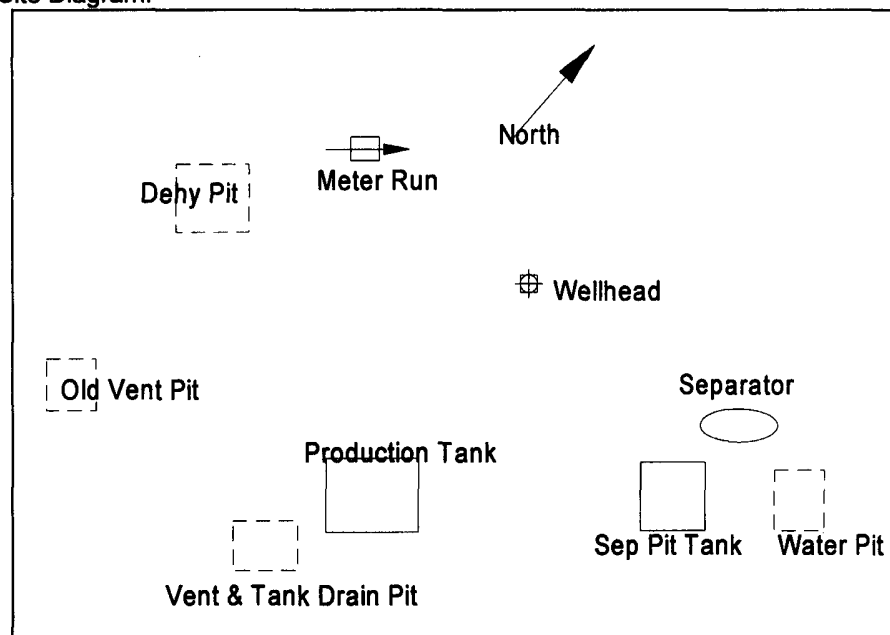 Site Diagram:
North
Meter Run
Dehy Pit
Wellhead
Old Vent Pit
Separator
Production Tank
Sep Pit Tank
Water Pit
Vent & Tank Drain Pit